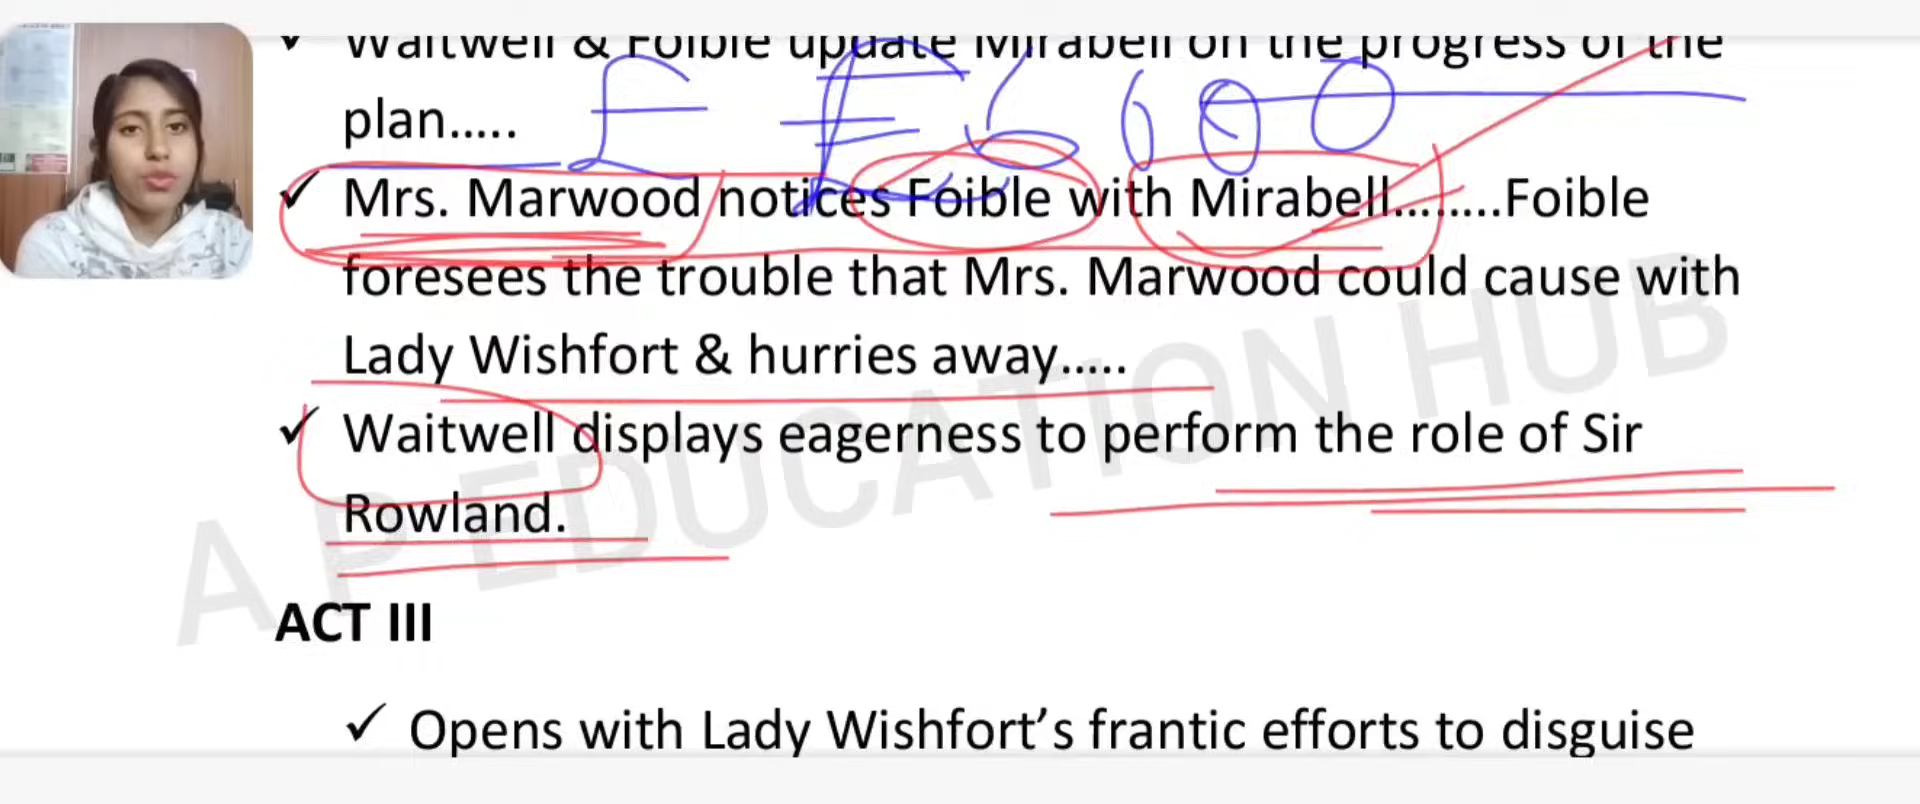 Waitwell & Foible update Mirabell on the progress of the
plan.....
£ £6000
✓ Mrs. Marwood notices Foible with Mirabell........Foible
foresees the trouble that Mrs. Marwood could cause with
Lady Wishfort & hurries away.....
✓ Waitwell displays eagerness to perform the role of Sir
Rowland.
A P EDUCATION HUB
ACT III
✓ Opens with Lady Wishfort’s frantic efforts to disguise